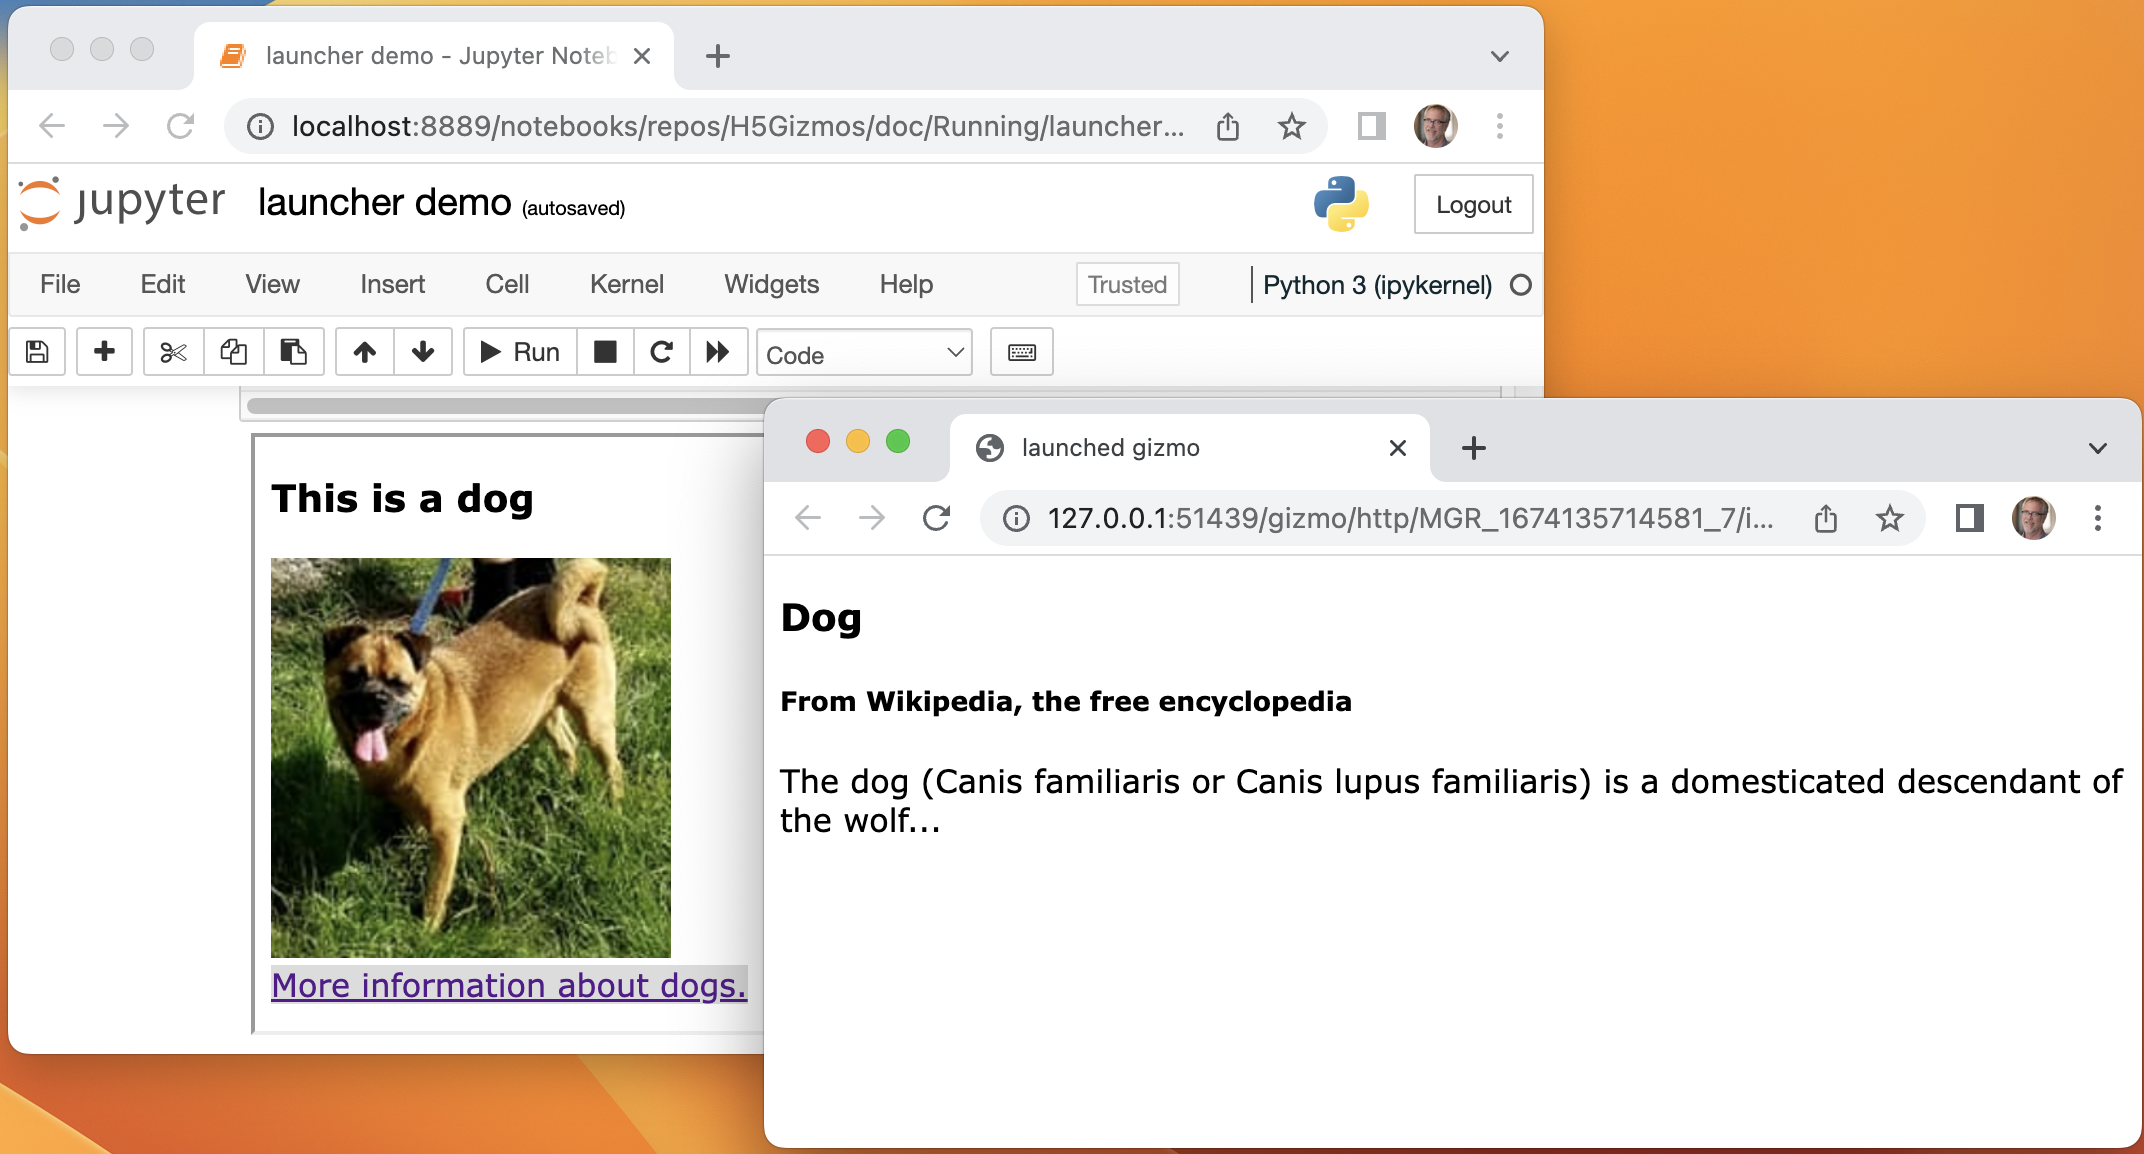 launcher demo - Jupyter Noteb
localhost:8889/notebooks/repos/H5Gizmos/doc/Running/launcher...
jupyter launcher demo (autosaved)
Logout
File Edit View Insert Cell Kernel Widgets Help Trusted Python 3 (ipykernel)
Run Code
This is a dog
More information about dogs.
launched gizmo
127.0.0.1:51439/gizmo/http/MGR_1674135714581_7/i...
Dog
From Wikipedia, the free encyclopedia
The dog (Canis familiaris or Canis lupus familiaris) is a domesticated descendant of
the wolf...